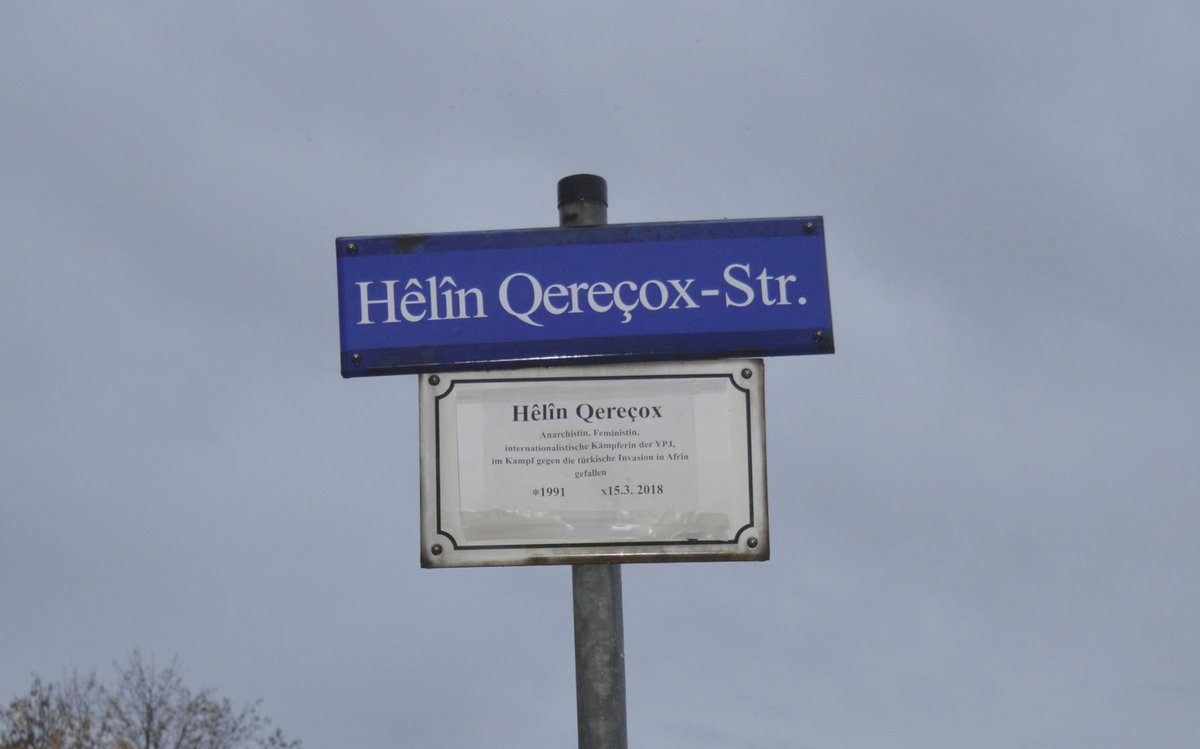 Hêlîn Qereçox-Str.
Hêlîn Qereçox
Anarchistin, Feministin,
internationalistische Kämpferin der YPJ,
im Kampf gegen die türkische Invasion in Afrin
gefallen
*1991 x15.3. 2018